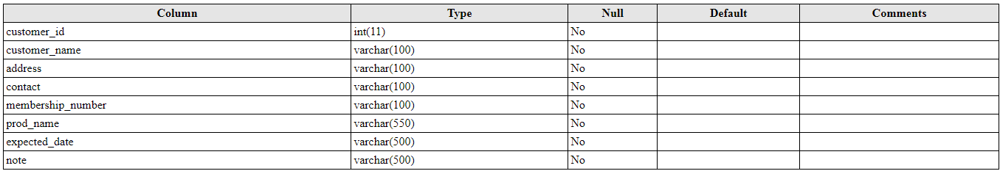 Column Type Null Default Comments
customer_id int(11) No
customer_name varchar(100) No
address varchar(100) No
contact varchar(100) No
membership_number varchar(100) No
prod_name varchar(550) No
expected_date varchar(500) No
note varchar(500) No